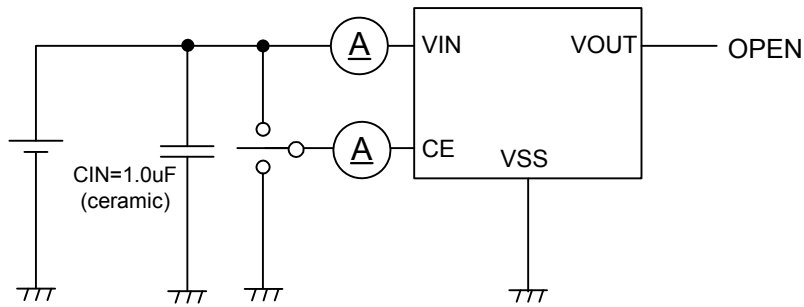 A
VIN
VOUT
OPEN
A
CE
VSS
CIN=1.0uF
(ceramic)